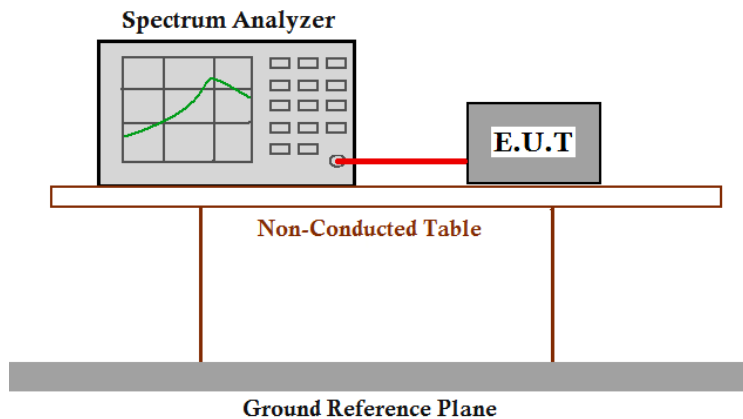 Spectrum Analyzer
E.U.T
Non-Conducted Table
Ground Reference Plane